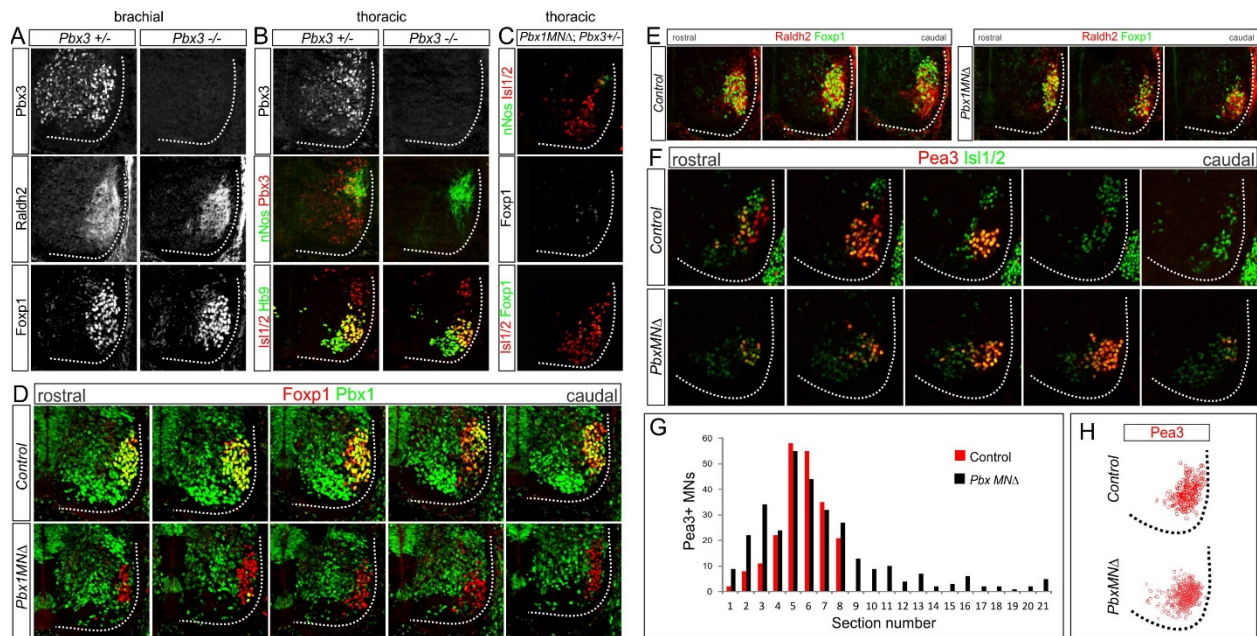 brachial
thoracic
thoracic
A
Pbx3 +/-
Pbx3 -/-
B
Pbx3 +/-
Pbx3 -/-
C
Pbx1MNΔ; Pbx3+/-
Pbx3
Raldh2
Foxp1
Pbx3
nNos Pbx3
Isl1/2 Hb9
nNos Isl1/2
Foxp1
Isl1/2 Foxp1
D
rostral
Foxp1 Pbx1
caudal
Control
Pbx1MNΔ
E
rostral
Raldh2 Foxp1
caudal
Control
rostral
Raldh2 Foxp1
caudal
Pbx1MNΔ
F
rostral
Pea3 Isl1/2
caudal
Control
PbxMNΔ
G
Pea3+ MNs
60
50
40
30
20
10
0
1 2 3 4 5 6 7 8 9 10 11 12 13 14 15 16 17 18 19 20 21
Section number
Control
Pbx MNΔ
H
Pea3
Control
PbxMNΔ